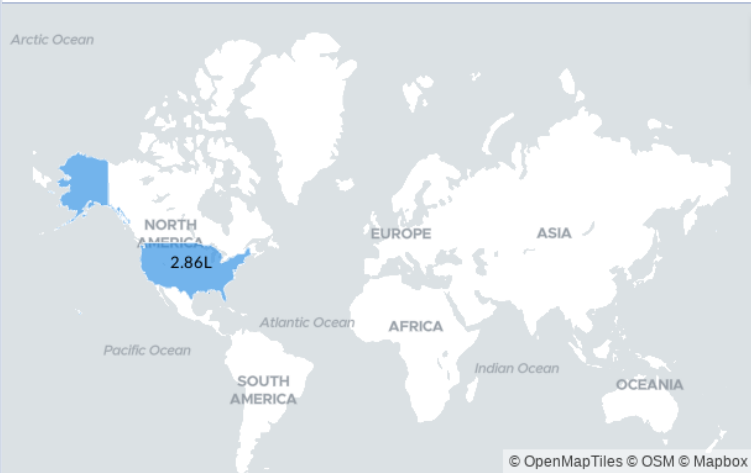 Arctic Ocean
NORTH
AMERICA
2.86L
EUROPE
ASIA
Atlantic Ocean
AFRICA
Pacific Ocean
Indian Ocean
SOUTH
AMERICA
OCEANIA
© OpenMapTiles © OSM © Mapbox